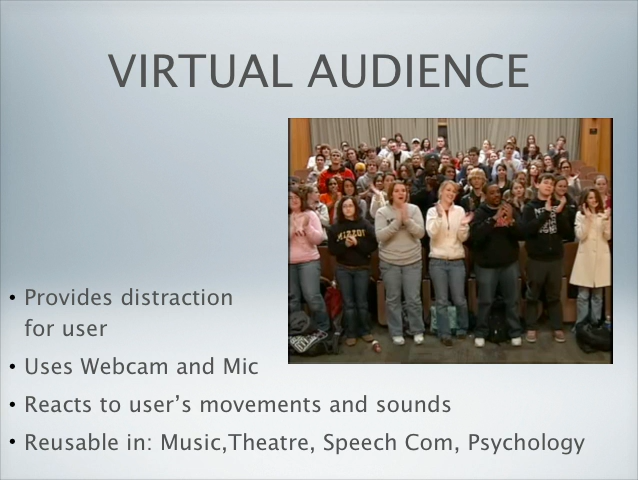 VIRTUAL AUDIENCE
MIZZOU
• Provides distraction
for user
• Uses Webcam and Mic
• Reacts to user’s movements and sounds
• Reusable in: Music,Theatre, Speech Com, Psychology